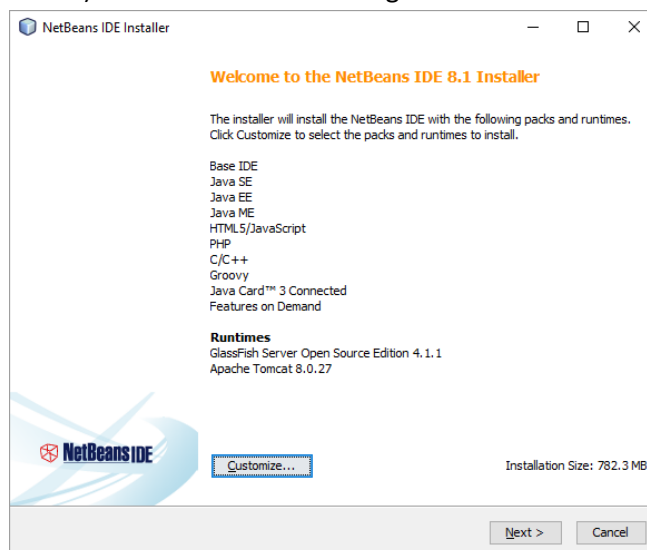 NetBeans IDE Installer
Welcome to the NetBeans IDE 8.1 Installer
The installer will install the NetBeans IDE with the following packs and runtimes.
Click Customize to select the packs and runtimes to install.
Base IDE
Java SE
Java EE
Java ME
HTML5/JavaScript
PHP
C/C++
Groovy
Java Card™ 3 Connected
Features on Demand
Runtimes
GlassFish Server Open Source Edition 4.1.1
Apache Tomcat 8.0.27
NetBeans IDE
Customize...
Installation Size: 782.3 MB
Next >
Cancel